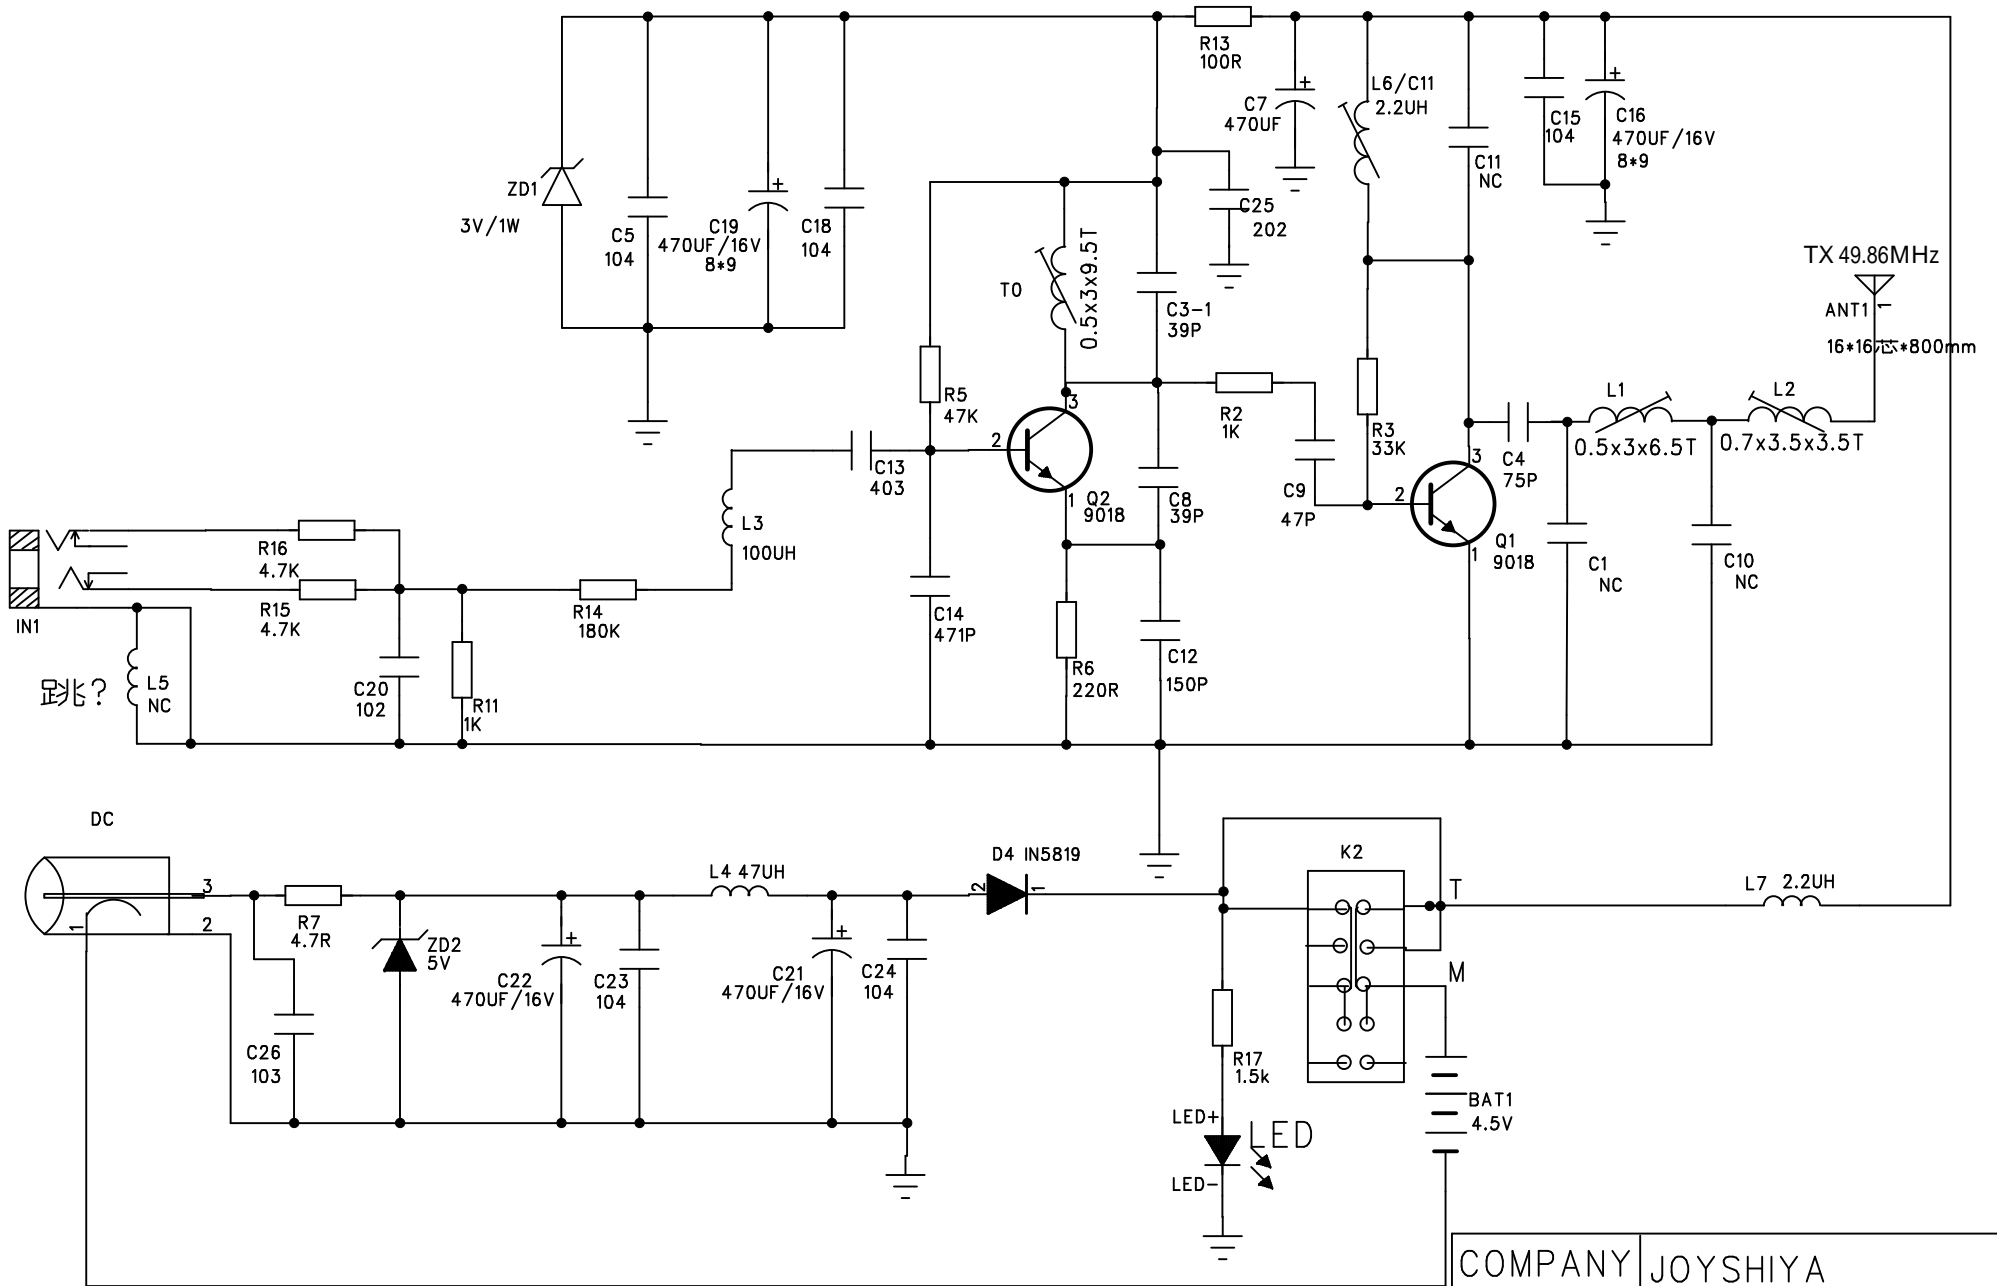 R13
100R
L6/C11
2.2UH
C7
470UF
C15
104
C16
470UF/16V
8*9
C11
NC
ZD1
3V/1W
C5
104
C19
470UF/16V
8*9
C18
104
C25
202
TX 49.86MHz
ANT1
1
16*16芯*800mm
T0
0.5x3x9.5T
C3-1
39P
R5
47K
R2
1K
R3
33K
L1
0.5x3x6.5T
L2
0.7x3.5x3.5T
C13
403
2
3
1
Q2
9018
C8
39P
C9
47P
2
3
1
Q1
9018
C4
75P
C1
NC
C10
NC
L3
100UH
R16
4.7K
R15
4.7K
IN1
R14
180K
C14
471P
R6
220R
C12
150P
跳?
L5
NC
C20
102
R11
1K
DC
3
2
1
R7
4.7R
ZD2
5V
C22
470UF/16V
C23
104
L4 47UH
C21
470UF/16V
C24
104
D4 IN5819
2
1
K2
T
M
L7 2.2UH
C26
103
R17
1.5k
BAT1
4.5V
LED+
LED
LED-
COMPANY
JOYSHIYA